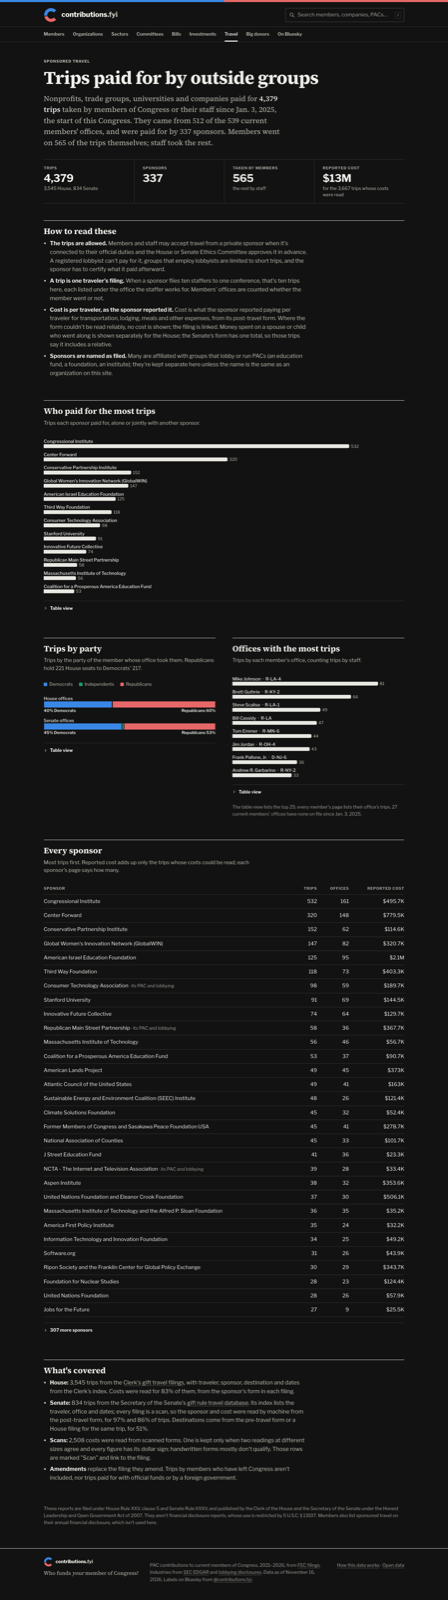 contributions.fyi
Search members, companies, PACs... /
Members Organizations Sectors Committees Bills Investments Travel Big donors On Bluesky
SPONSORED TRAVEL
Trips paid for by outside groups
Nonprofits, trade groups, universities and companies paid for 4,379
trips taken by members of Congress or their staff since Jan. 3, 2025,
the start of this Congress. They came from 512 of the 539 current
members' offices, and were paid for by 337 sponsors. Members went
on 565 of the trips themselves; staff took the rest.
TRIPS
4,379
3,545 House, 834 Senate
SPONSORS
337
TAKEN BY MEMBERS
565
the rest by staff
REPORTED COST
$13M
for the 3,667 trips whose costs
were read
How to read these
• The trips are allowed. Members and staff may accept travel from a private sponsor when it's
connected to their official duties and the House or Senate Ethics Committee approves it in advance.
A registered lobbyist can't pay for it, groups that employ lobbyists are limited to short trips, and the
sponsor has to certify what it paid afterward.
• A trip is one traveler's filing. When a sponsor flies ten staffers to one conference, that's ten trips
here, each listed under the office the staffer works for. Members' offices are counted whether the
member went or not.
• Cost is per traveler, as the sponsor reported it. Cost is what the sponsor reported paying per
traveler for transportation, lodging, meals and other expenses, from its post-travel form. Where the
form couldn't be read reliably, no cost is shown; the filing is linked. Money spent on a spouse or child
who went along is shown separately for the House; the Senate's form has one total, so those trips
say it includes a relative.
• Sponsors are named as filed. Many are affiliated with groups that lobby or run PACs (an education
fund, a foundation, an institute); they're kept separate here unless the name is the same as an
organization on this site.
Who paid for the most trips
Trips each sponsor paid for, alone or jointly with another sponsor.
Congressional Institute
532
Center Forward
320
Conservative Partnership Institute
152
Global Women's Innovation Network (GlobalWIN)
147
American Israel Education Foundation
125
Third Way Foundation
118
Consumer Technology Association
98
Stanford University
91
Innovative Future Collective
74
Republican Main Street Partnership
58
Massachusetts Institute of Technology
56
Coalition for a Prosperous America Education Fund
53
Table view
Trips by party
Trips by the party of the member whose office took them. Republicans
hold 221 House seats to Democrats' 217.
Democrats Independents Republicans
House offices
40% Democrats Republicans 60%
Senate offices
45% Democrats Republicans 53%
Table view
Offices with the most trips
Trips by each member's office, counting trips by staff.
Mike Johnson · R-LA-4
81
Brett Guthrie · R-KY-2
66
Steve Scalise · R-LA-1
49
Bill Cassidy · R-LA
47
Tom Emmer · R-MN-6
44
Jim Jordan · R-OH-4
43
Frank Pallone, Jr. · D-NJ-6
36
Andrew R. Garbarino · R-NY-2
33
Table view
The table view lists the top 25; every member's page lists their office's trips. 27
current members' offices have none on file since Jan. 3, 2025.
Every sponsor
Most trips first. Reported cost adds up only the trips whose costs could be read; each
sponsor's page says how many.
SPONSOR TRIPS OFFICES REPORTED COST
Congressional Institute 532 161 $495.7K
Center Forward 320 148 $779.5K
Conservative Partnership Institute 152 62 $114.6K
Global Women's Innovation Network (GlobalWIN) 147 82 $320.7K
American Israel Education Foundation 125 95 $2.1M
Third Way Foundation 118 73 $403.3K
Consumer Technology Association · its PAC and lobbying 98 59 $189.7K
Stanford University 91 69 $144.5K
Innovative Future Collective 74 64 $129.7K
Republican Main Street Partnership · its PAC and lobbying 58 36 $367.7K
Massachusetts Institute of Technology 56 46 $56.7K
Coalition for a Prosperous America Education Fund 53 37 $90.7K
American Lands Project 49 45 $373K
Atlantic Council of the United States 49 41 $163K
Sustainable Energy and Environment Coalition (SEEC) Institute 48 26 $121.4K
Climate Solutions Foundation 45 32 $52.4K
Former Members of Congress and Sasakawa Peace Foundation USA 45 41 $278.7K
National Association of Counties 45 33 $101.7K
J Street Education Fund 41 36 $23.3K
NCTA - The Internet and Television Association · its PAC and lobbying 39 28 $33.4K
Aspen Institute 38 32 $353.6K
United Nations Foundation and Eleanor Crook Foundation 37 30 $506.1K
Massachusetts Institute of Technology and the Alfred P. Sloan Foundation 36 35 $35.2K
America First Policy Institute 35 24 $32.2K
Information Technology and Innovation Foundation 34 25 $49.2K
Software.org 31 26 $43.9K
Ripon Society and the Franklin Center for Global Policy Exchange 30 29 $343.7K
Foundation for Nuclear Studies 28 23 $124.4K
United Nations Foundation 28 26 $57.9K
Jobs for the Future 27 9 $25.5K
307 more sponsors
What's covered
• House: 3,545 trips from the Clerk's gift travel filings, with traveler, sponsor, destination and dates
from the Clerk's index. Costs were read for 83% of them, from the sponsor's form in each filing.
• Senate: 834 trips from the Secretary of the Senate's gift rule travel database. Its index lists the
traveler, office and dates; every filing is a scan, so the sponsor and cost were read by machine from
the post-travel form, for 97% and 86% of trips. Destinations come from the pre-travel form or a
House filing for the same trip, for 51%.
• Scans: 2,508 costs were read from scanned forms. One is kept only when two readings at different
sizes agree and every figure has its dollar sign; handwritten forms mostly don't qualify. Those rows
are marked "Scan" and link to the filing.
• Amendments replace the filing they amend. Trips by members who have left Congress aren't
included, nor trips paid for with official funds or by a foreign government.
These reports are filed under House Rule XXV, clause 5 and Senate Rule XXXV, and published by the Clerk of the House and the Secretary of the Senate under the Honest
Leadership and Open Government Act of 2007. They aren't financial disclosure reports, whose use is restricted by 5 U.S.C. § 13107. Members also list sponsored travel on
their annual financial disclosure, which isn't used here.
contributions.fyi
Who funds your member of Congress?
PAC contributions to current members of Congress, 2021–2026, from FEC filings.
Industries from SEC EDGAR and lobbying disclosures. Data as of November 16,
2026. Labels on Bluesky from @contributions.fyi.
How this data works · Open data